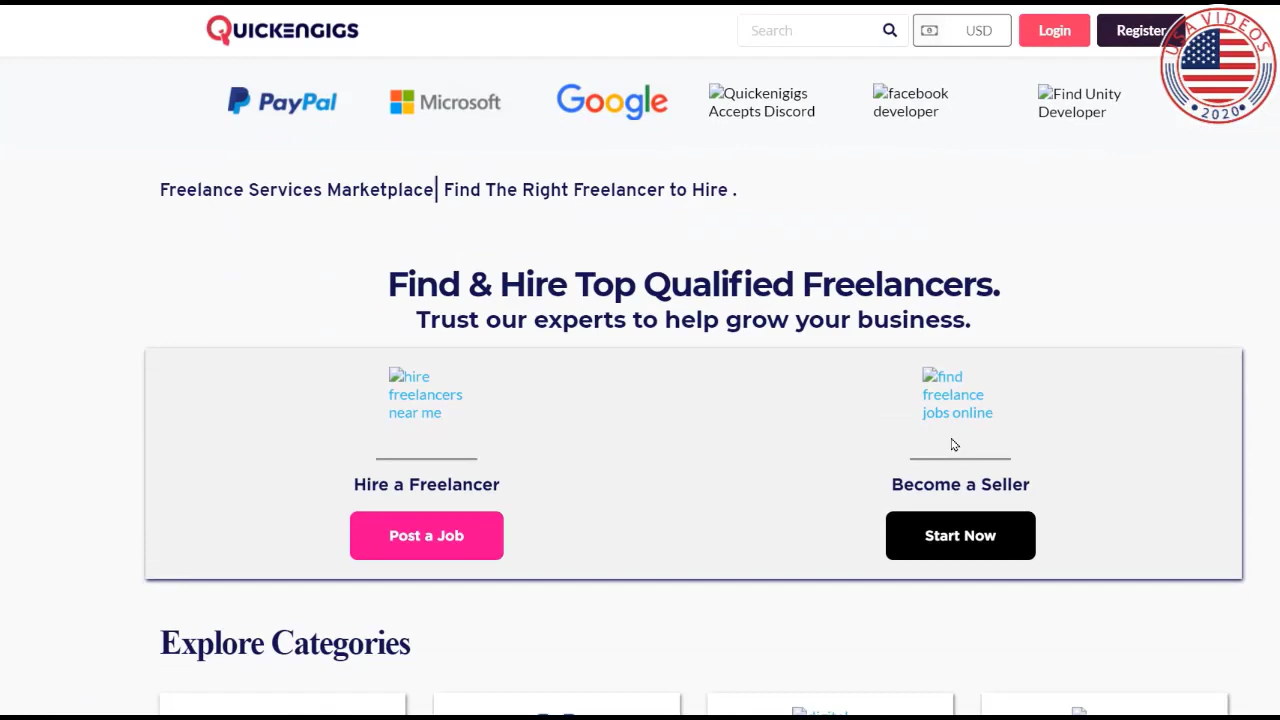 QUICKENGIGS
Search
USD
Login
Register
USA VIDEOS
2020
PayPal
Microsoft
Google
Quickenigigs
Accepts Discord
facebook
developer
Find Unity
Developer
Freelance Services Marketplace| Find The Right Freelancer to Hire .
Find & Hire Top Qualified Freelancers.
Trust our experts to help grow your business.
hire
freelancers
near me
find
freelance
jobs online
Hire a Freelancer
Become a Seller
Post a Job
Start Now
Explore Categories